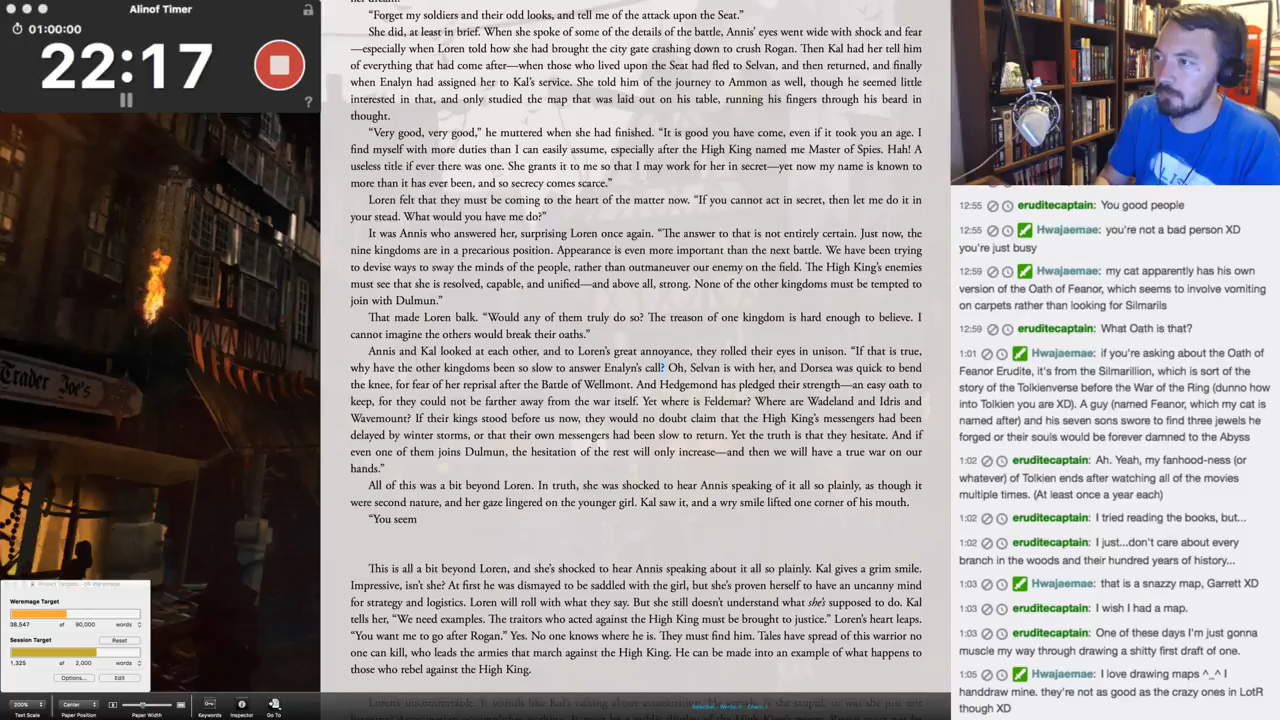 Alinof Timer
01:00:00
22:17
?
"Forget my soldiers and their odd looks, and tell me of the attack upon the Seat."
She did, at least in brief. When she spoke of some of the details of the battle, Annis' eyes went wide with shock and fear
—especially when Loren told how she had brought the city gate crashing down to crush Rogan. Then Kal had her tell him
of everything that had come after—when those who lived upon the Seat had fled to Selvan, and then returned, and finally
when Enalyn had assigned her to Kal's service. She told him of the journey to Ammon as well, though he seemed little
interested in that, and only studied the map that was laid out on his table, running his fingers through his beard in
thought.
"Very good, very good," he muttered when she had finished. "It is good you have come, even if it took you an age. I
find myself with more duties than I can easily assume, especially after the High King named me Master of Spies. Hah! A
useless title if ever there was one. She grants it to me so that I may work for her in secret—yet now my name is known to
more than it has ever been, and so secrecy comes scarce."
Loren felt that they must be coming to the heart of the matter now. "If you cannot act in secret, then let me do it in
your stead. What would you have me do?"
It was Annis who answered her, surprising Loren once again. "The answer to that is not entirely certain. Just now, the
nine kingdoms are in a precarious position. Appearance is even more important than the next battle. We have been trying
to devise ways to sway the minds of the people, rather than outmaneuver our enemy on the field. The High King's enemies
must see that she is resolved, capable, and unified—and above all, strong. None of the other kingdoms must be tempted to
join with Dulmun."
That made Loren balk. "Would any of them truly do so? The treason of one kingdom is hard enough to believe. I
cannot imagine the others would break their oaths."
Annis and Kal looked at each other, and to Loren's great annoyance, they rolled their eyes in unison. "If that is true,
why have the other kingdoms been so slow to answer Enalyn's call? Oh, Selvan is with her, and Dorsea was quick to bend
the knee, for fear of her reprisal after the Battle of Wellmont. And Hedgemond has pledged their strength—an easy oath to
keep, for they could not be farther away from the war itself. Yet where is Feldemar? Where are Wadeland and Idris and
Wavemount? If their kings stood before us now, they would no doubt claim that the High King's messengers had been
delayed by winter storms, or that their own messengers had been slow to return. Yet the truth is that they hesitate. And if
even one of them joins Dulmun, the hesitation of the rest will only increase—and then we will have a true war on our
hands."
All of this was a bit beyond Loren. In truth, she was shocked to hear Annis speaking of it all so plainly, as though it
were second nature, and her gaze lingered on the younger girl. Kal saw it, and a wry smile lifted one corner of his mouth.
"You seem
This is all a bit beyond Loren, and she's shocked to hear Annis speaking about it all so plainly. Kal gives a grim smile.
Impressive, isn't she? At first he was dismayed to be saddled with the girl, but she's proven herself to have an uncanny mind
for strategy and logistics. Loren will roll with what they say. But she still doesn't understand what she's supposed to do. Kal
tells her, "We need examples. The traitors who acted against the High King must be brought to justice." Loren's heart leaps.
"You want me to go after Rogan." Yes. No one knows where he is. They must find him. Tales have spread of this warrior no
one can kill, who leads the armies that march against the High King. He can be made into an example of what happens to
those who rebel against the High King.
Trader Joe's
Weremage Target
38,547 of 90,000 words
Session Target
Reset
1,325 of 2,000 words
Options...
Edit
200%
Text Scale
Center
Paper Position
Paper Width
Keywords
Inspector
Go To
12:55 eruditecaptain: You good people
12:55 Hwajaemae: you're not a bad person XD
you're just busy
12:59 Hwajaemae: my cat apparently has his own
version of the Oath of Feanor, which seems to involve vomiting
on carpets rather than looking for Silmarils
12:59 eruditecaptain: What Oath is that?
1:01 Hwajaemae: if you're asking about the Oath of
Feanor Erudite, it's from the Silmarillion, which is sort of the
story of the Tolkienverse before the War of the Ring (dunno how
into Tolkien you are XD). A guy (named Feanor, which my cat is
named after) and his seven sons swore to find three jewels he
forged or their souls would be forever damned to the Abyss
1:02 eruditecaptain: Ah. Yeah, my fanhood-ness (or
whatever) of Tolkien ends after watching all of the movies
multiple times. (At least once a year each)
1:02 eruditecaptain: I tried reading the books, but...
1:02 eruditecaptain: I just...don't care about every
branch in the woods and their hundred years of history...
1:03 Hwajaemae: that is a snazzy map, Garrett XD
1:03 eruditecaptain: I wish I had a map.
1:03 eruditecaptain: One of these days I'm just gonna
muscle my way through drawing a shitty first draft of one.
1:05 Hwajaemae: I love drawing maps ^_^ I
handdraw mine. they're not as good as the crazy ones in LotR
though XD